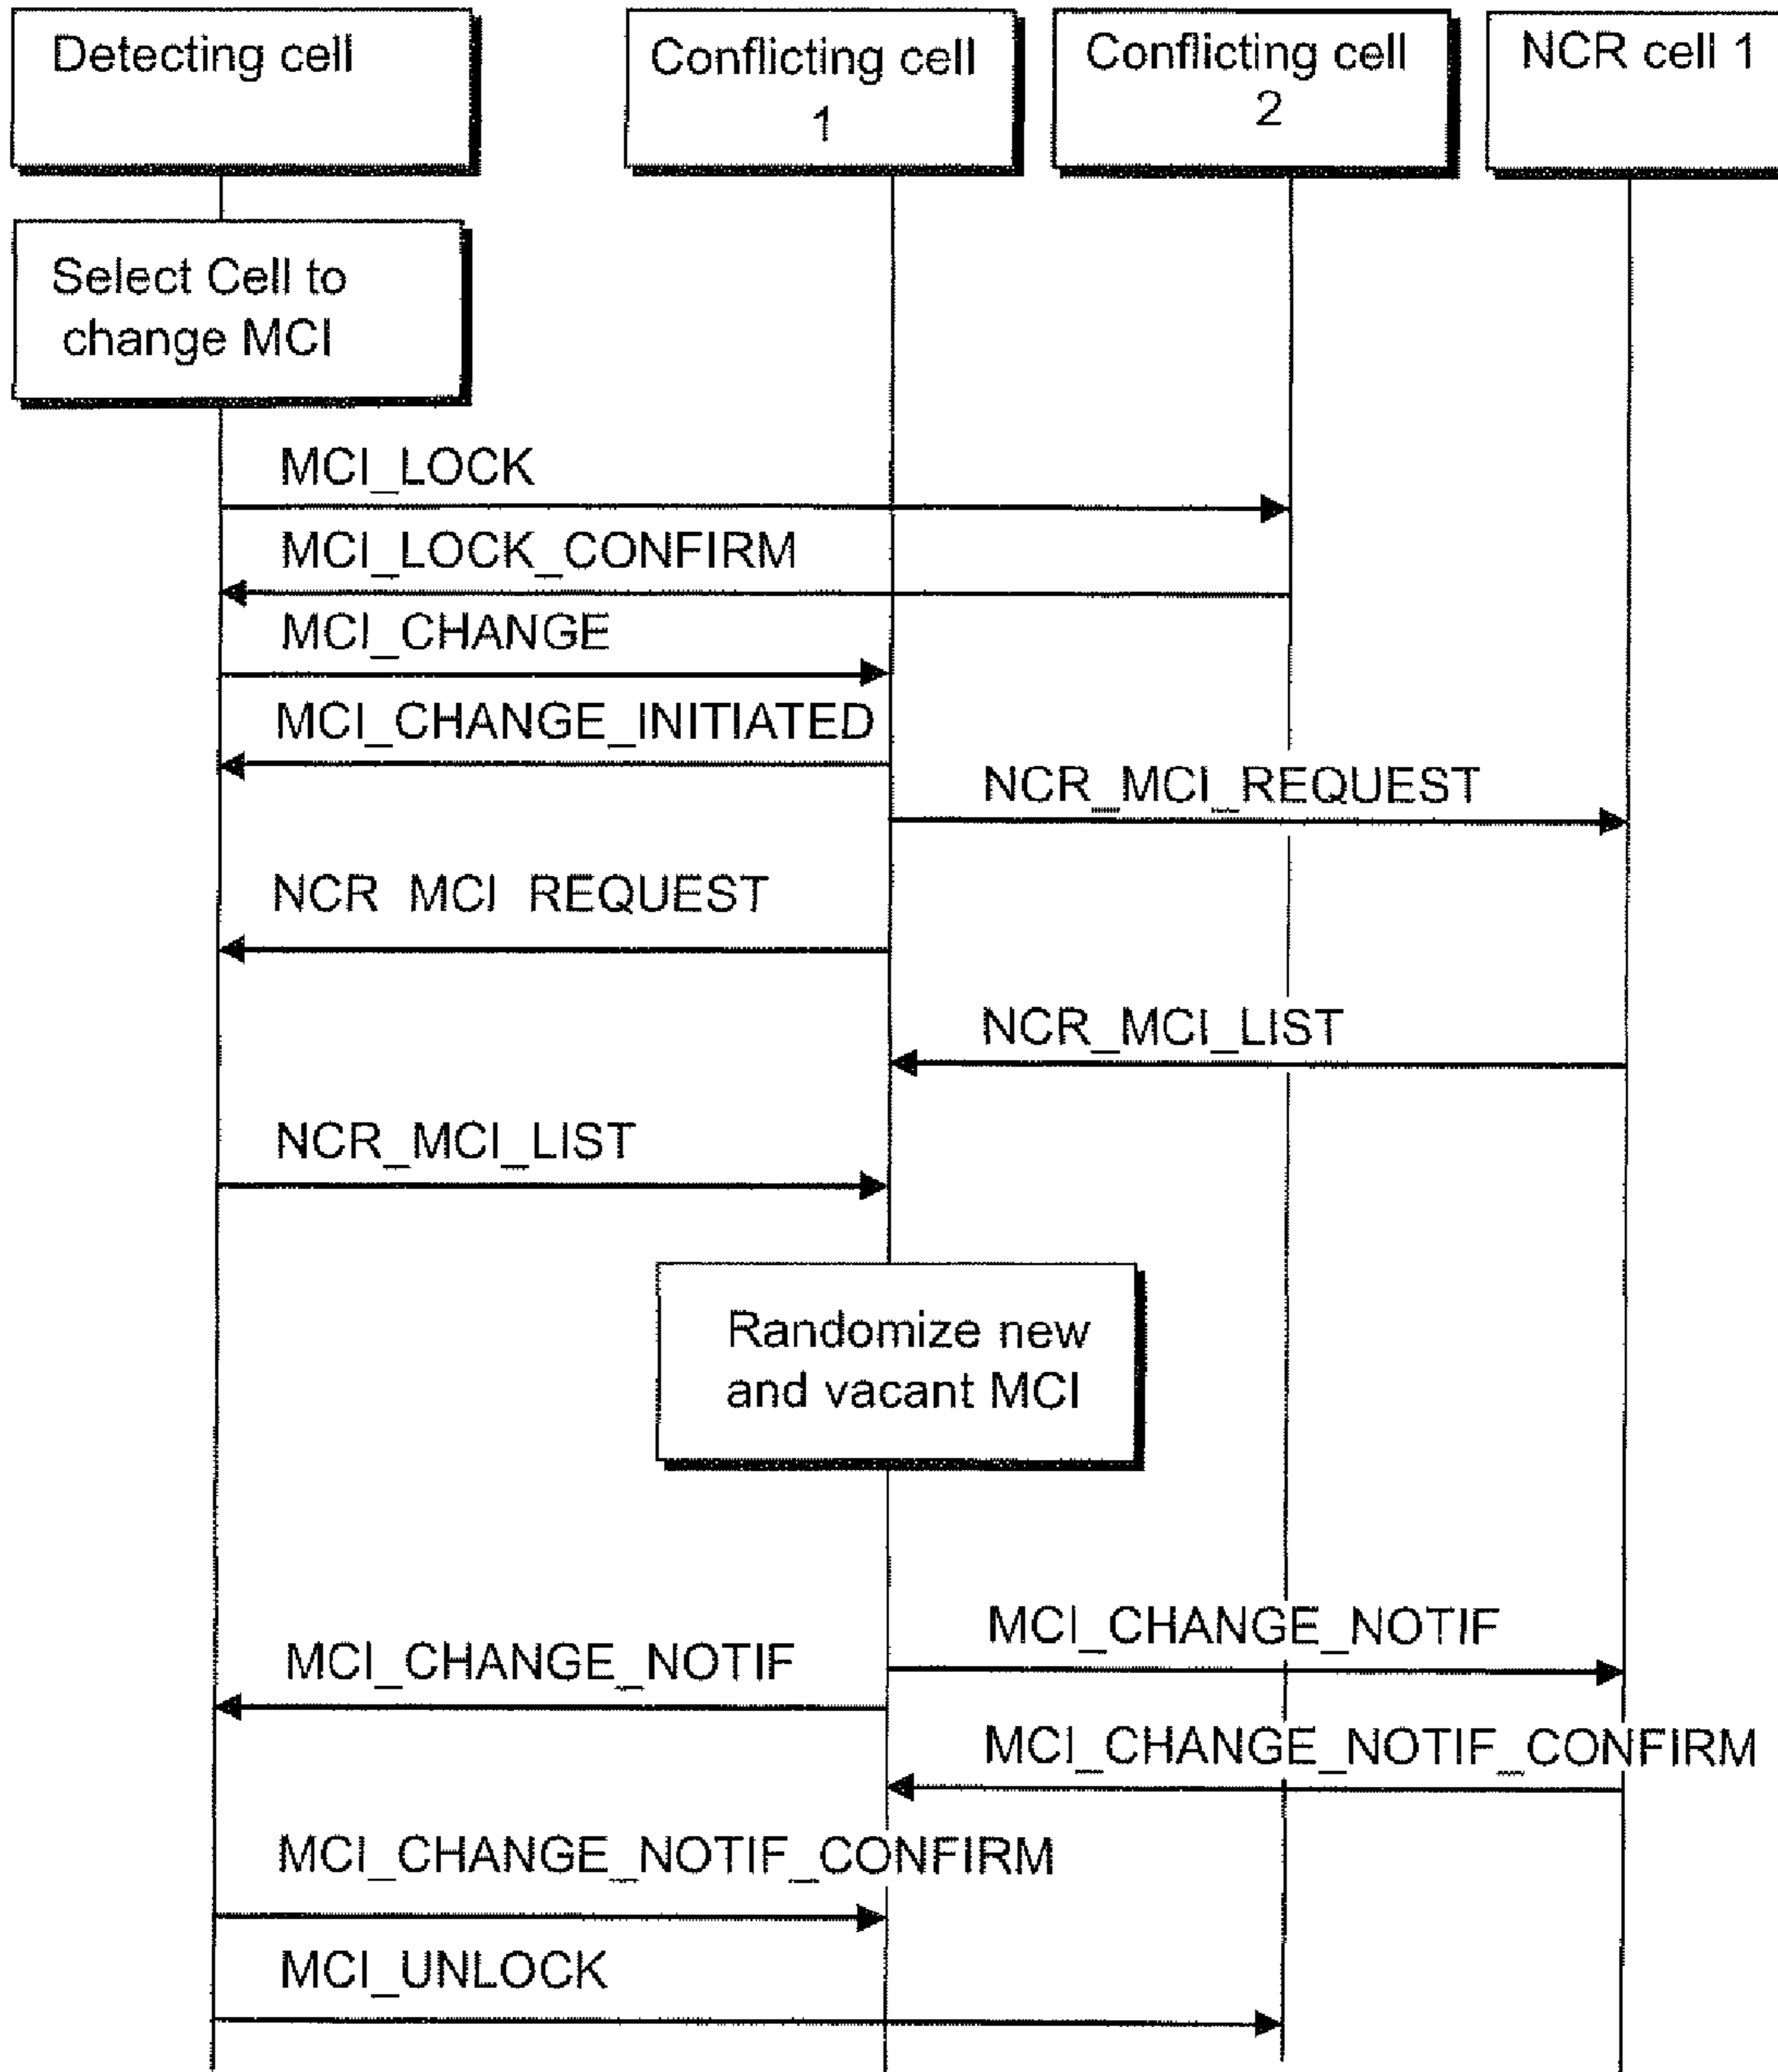 Detecting cell
Conflicting cell
1
Conflicting cell
2
NCR cell 1
Select Cell to
change MCI
MCI_LOCK
MCI_LOCK_CONFIRM
MCI_CHANGE
MCI_CHANGE_INITIATED
NCR_MCI_REQUEST
NCR MCI REQUEST
NCR_MCI_LIST
NCR_MCI_LIST
Randomize new
and vacant MCI
MCI_CHANGE_NOTIF
MCI_CHANGE_NOTIF
MCI_CHANGE_NOTIF_CONFIRM
MCI_CHANGE_NOTIF_CONFIRM
MCI_UNLOCK